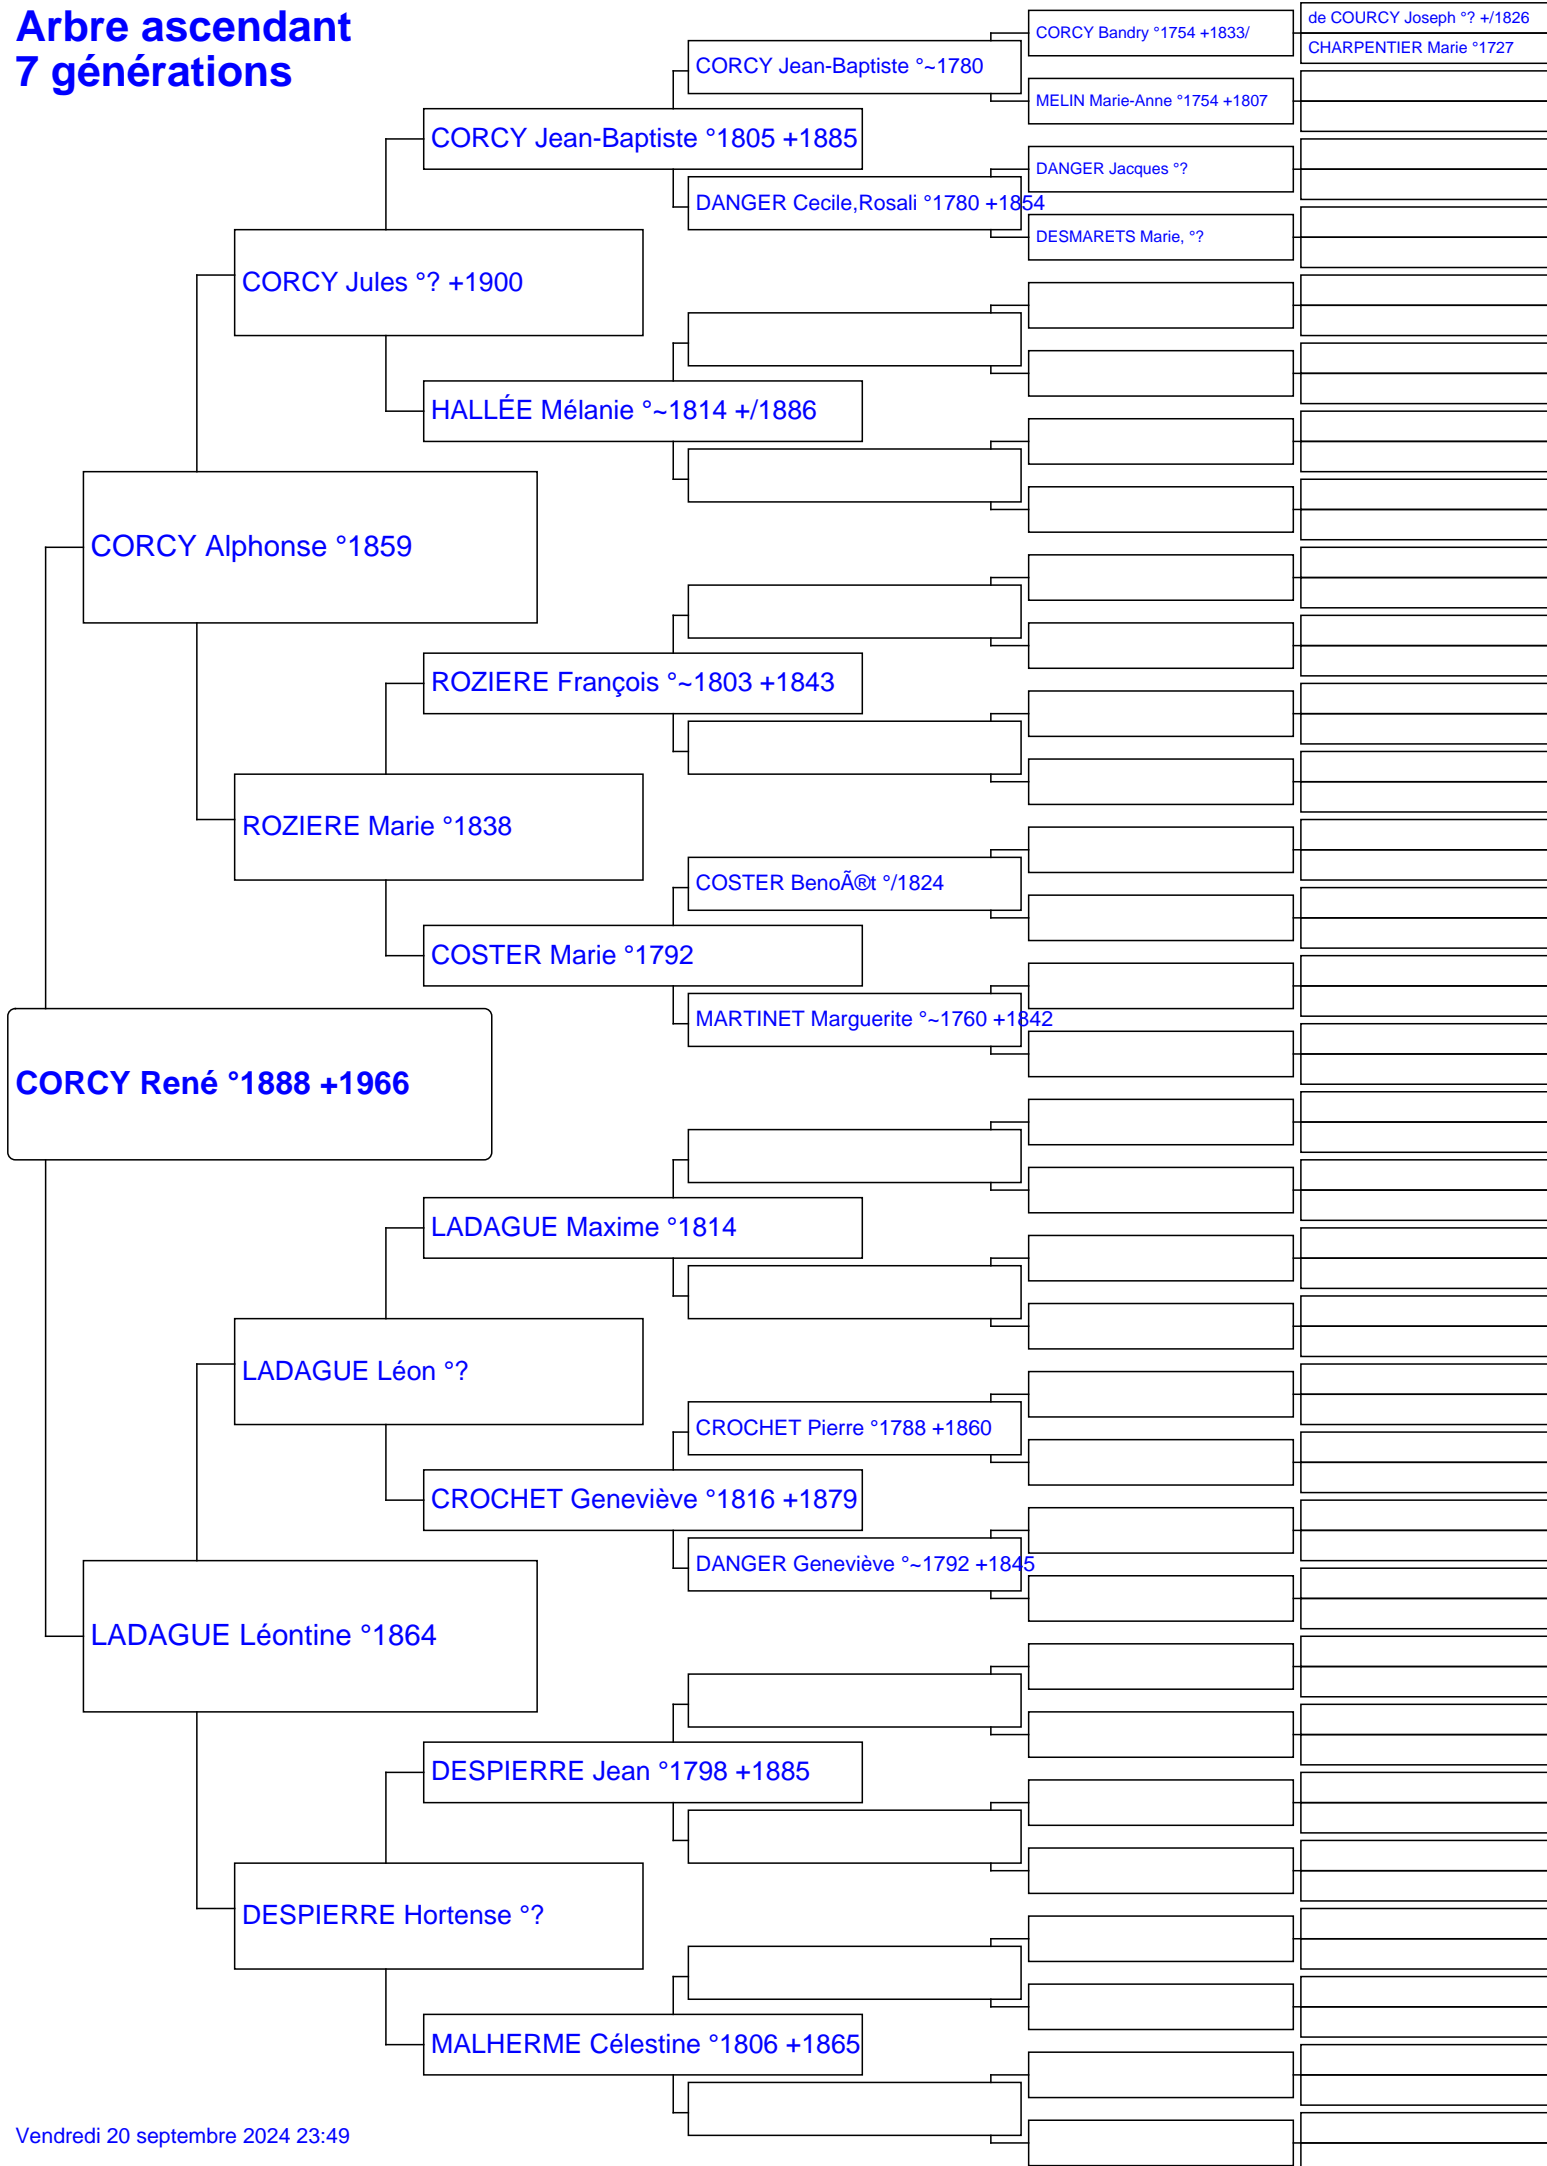 Arbre ascendant
7 générations
de COURCY Joseph °? +/1826
CORCY Bandry °1754 +1833/
CHARPENTIER Marie °1727
CORCY Jean-Baptiste °~1780
MELIN Marie-Anne °1754 +1807
CORCY Jean-Baptiste °1805 +1885
DANGER Jacques °?
DANGER Cecile,Rosali °1780 +1854
DESMARETS Marie, °?
CORCY Jules °? +1900
HALLÉE Mélanie °~1814 +/1886
CORCY Alphonse °1859
ROZIERE François °~1803 +1843
ROZIERE Marie °1838
COSTER BenoÃ®t °/1824
COSTER Marie °1792
MARTINET Marguerite °~1760 +1842
CORCY René °1888 +1966
LADAGUE Maxime °1814
LADAGUE Léon °?
CROCHET Pierre °1788 +1860
CROCHET Geneviève °1816 +1879
DANGER Geneviève °~1792 +1845
LADAGUE Léontine °1864
DESPIERRE Jean °1798 +1885
DESPIERRE Hortense °?
MALHERME Célestine °1806 +1865
Vendredi 20 septembre 2024 23:49